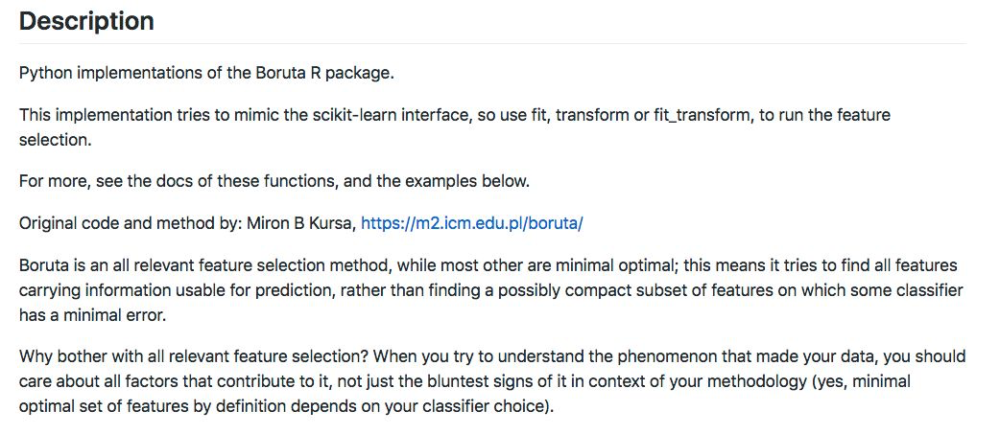 Description
Python implementations of the Boruta R package.
This implementation tries to mimic the scikit-learn interface, so use fit, transform or fit_transform, to run the feature
selection.
For more, see the docs of these functions, and the examples below.
Original code and method by: Miron B Kursa, https://m2.icm.edu.pl/boruta/
Boruta is an all relevant feature selection method, while most other are minimal optimal; this means it tries to find all features
carrying information usable for prediction, rather than finding a possibly compact subset of features on which some classifier
has a minimal error.
Why bother with all relevant feature selection? When you try to understand the phenomenon that made your data, you should
care about all factors that contribute to it, not just the bluntest signs of it in context of your methodology (yes, minimal
optimal set of features by definition depends on your classifier choice).